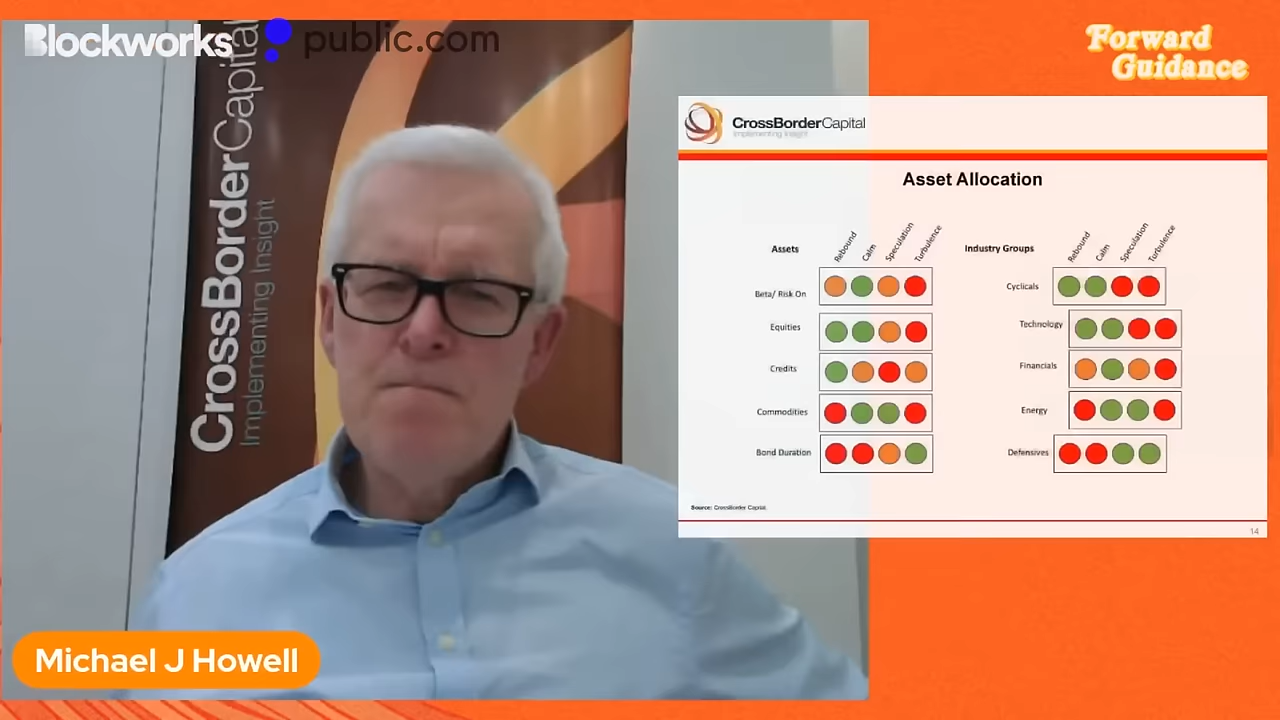 Blockworks
public.com
Forward
Guidance
CrossBorderCapital
Implementing Insight
CrossBorderCapital
Implementing Insight
Asset Allocation
Assets
Rebound
Calm
Speculation
Turbulence
Industry Groups
Rebound
Calm
Speculation
Turbulence
Beta/ Risk On
Equities
Credits
Commodities
Bond Duration
Cyclicals
Technology
Financials
Energy
Defensives
Source: CrossBorder Capital
14
Michael J Howell